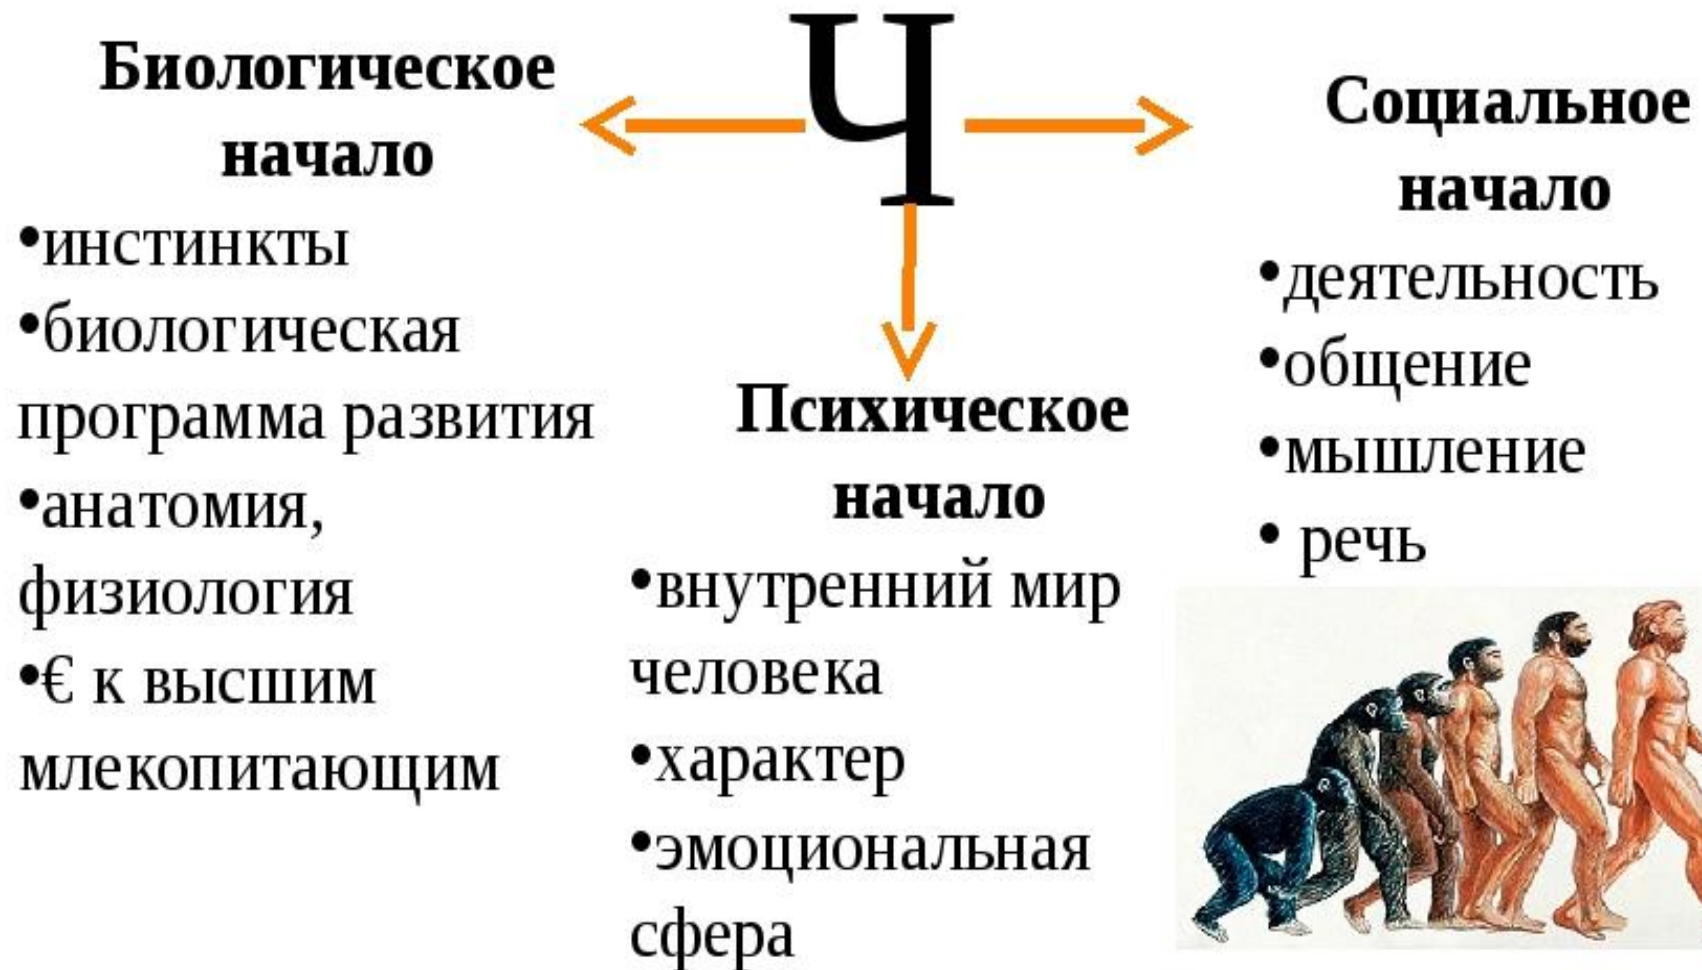 Ч
Биологическое
начало
•инстинкты
•биологическая
программа развития
•анатомия,
физиология
•€ к высшим
млекопитающим
Психическое
начало
•внутренний мир
человека
•характер
•эмоциональная
сфера
Социальное
начало
•деятельность
•общение
•мышление
• речь